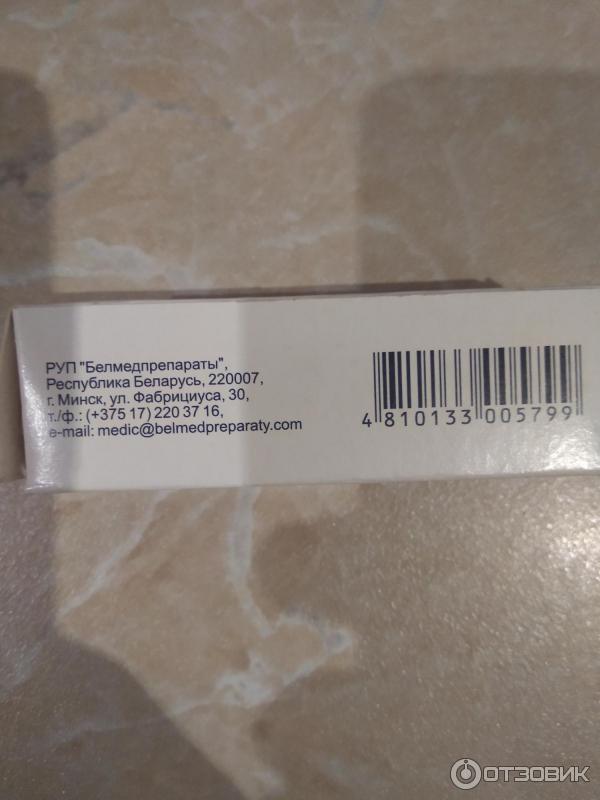 РУП "Белмедпрепараты",
Республика Беларусь, 220007,
г. Минск, ул. Фабрициуса, 30,
т./ф.: (+375 17) 220 37 16,
e-mail: medic@belmedpreparaty.com
4 810133 005799
ОТЗОВИК